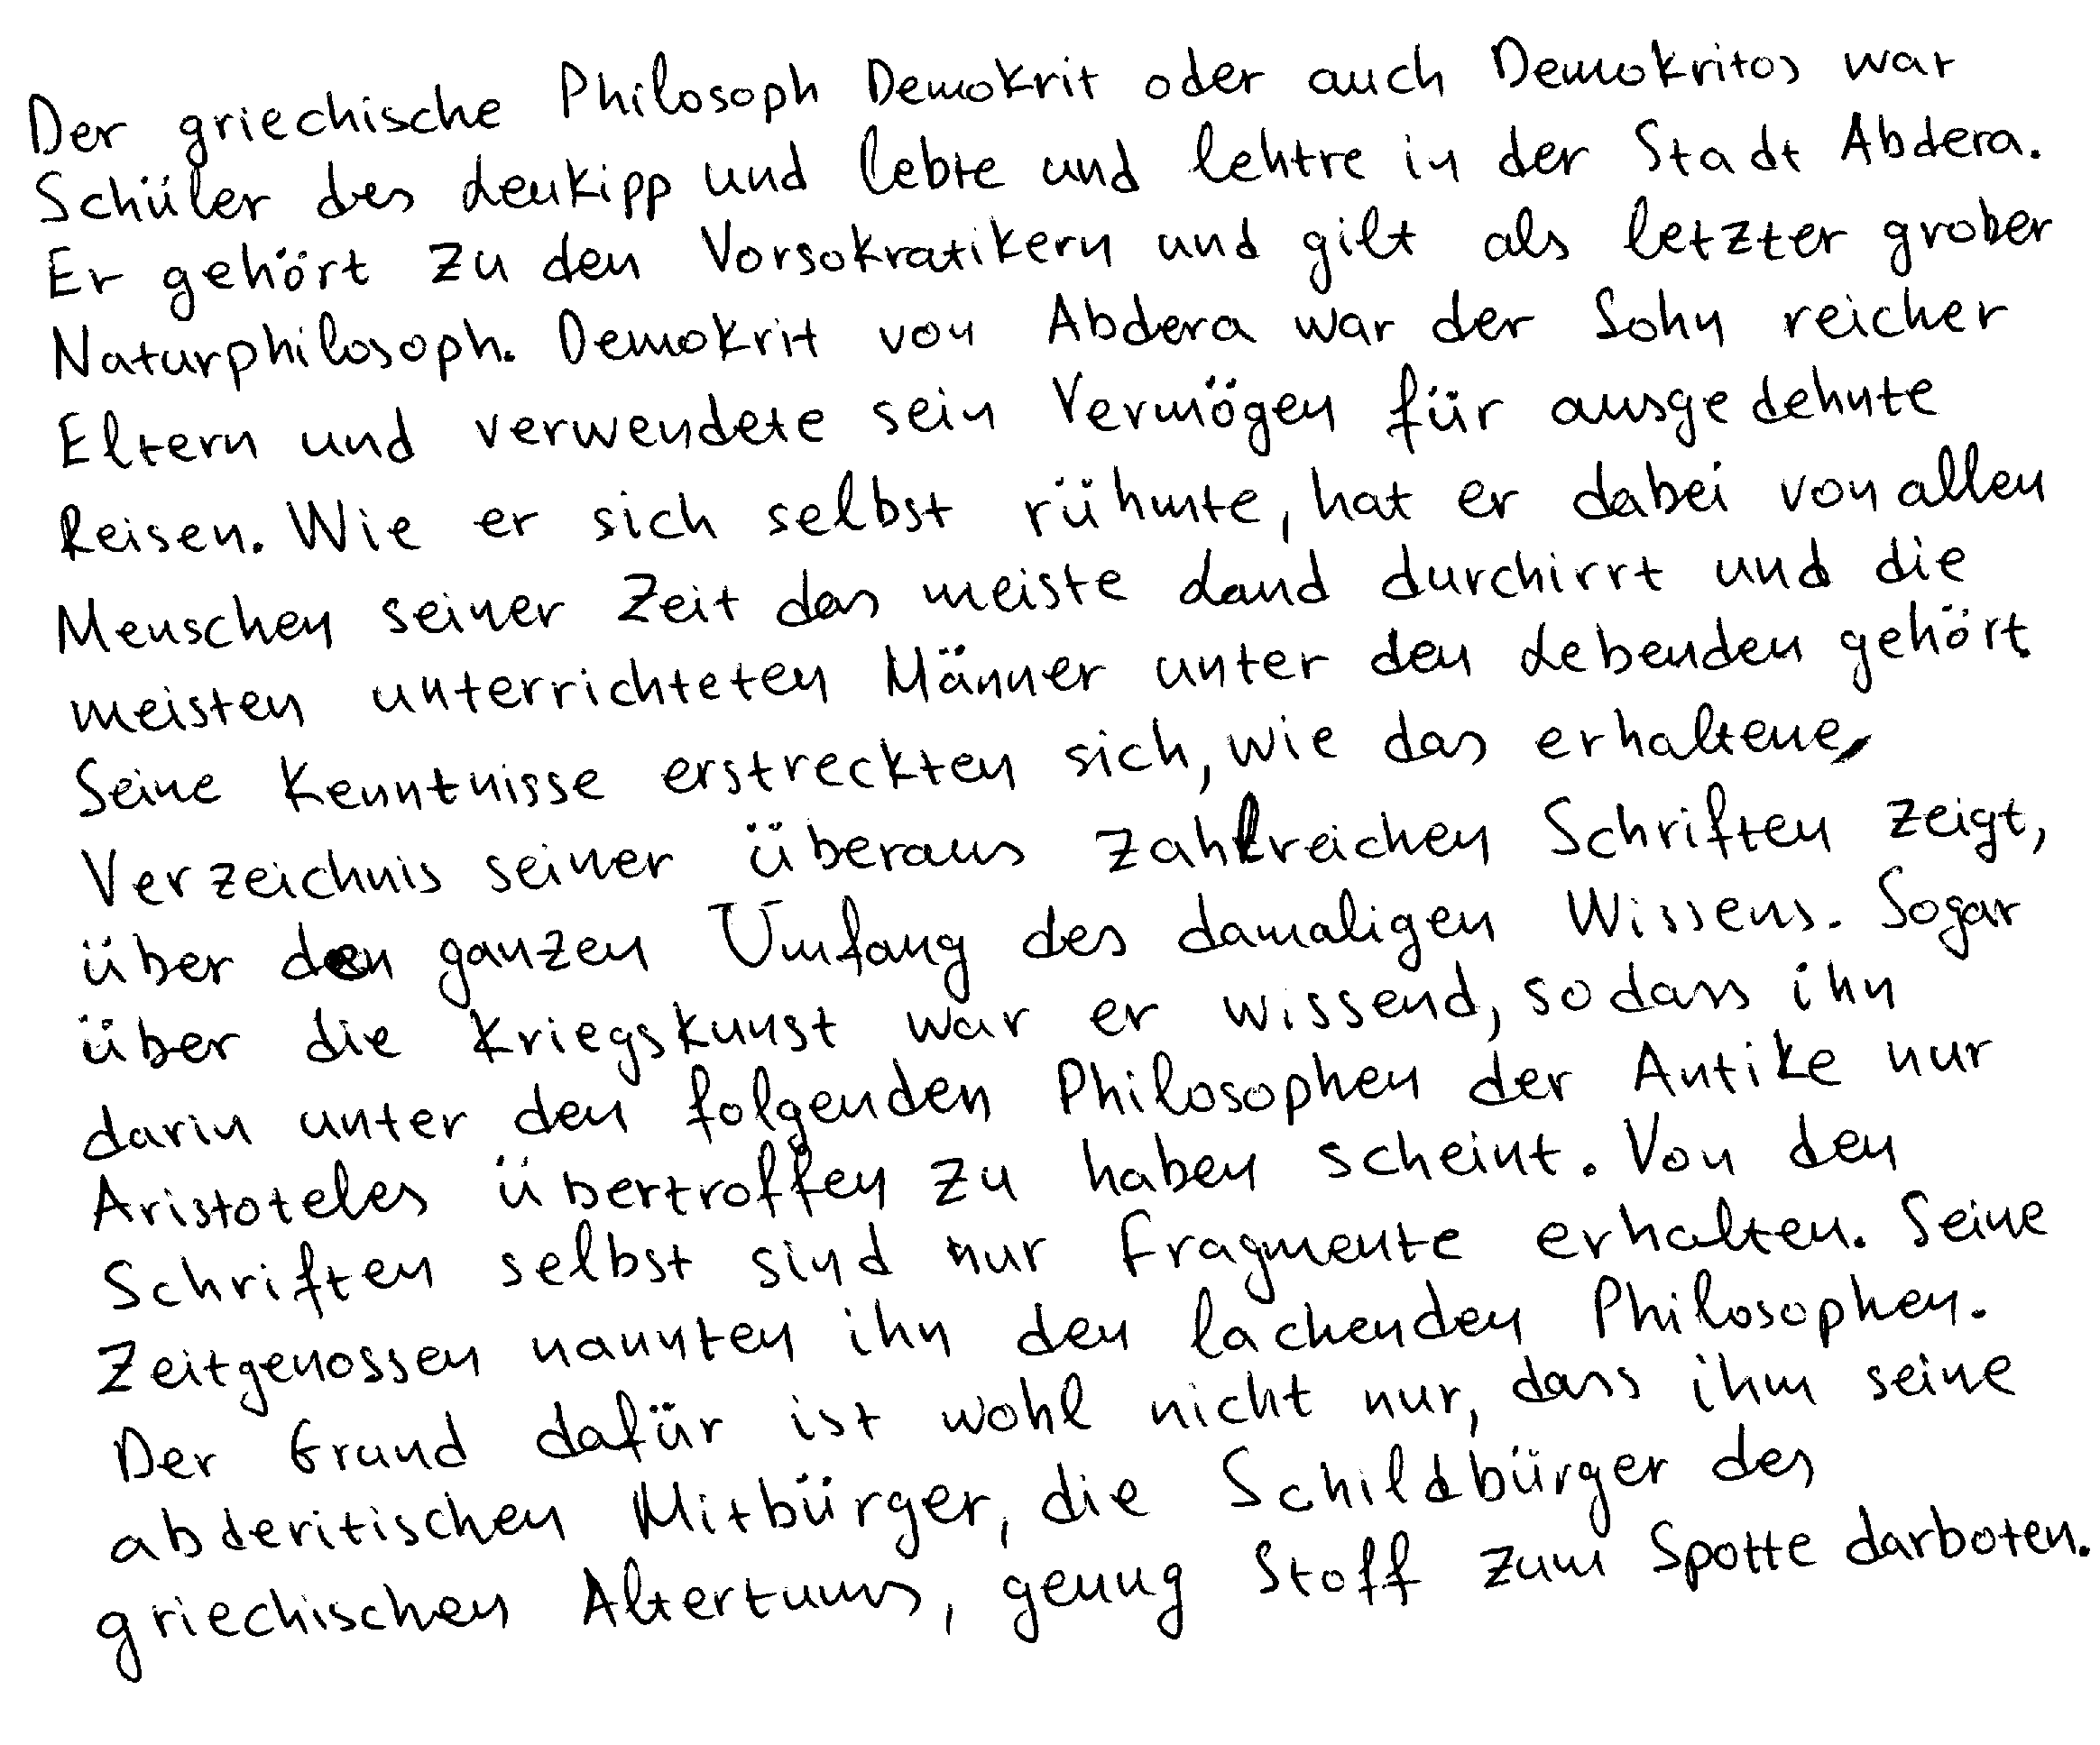 Der griechische Philosoph Demokrit oder auch Demokritos war
Schüler des Leukipp und lebte und lehtre in der Stadt Abdera.
Er gehört zu den Vorsokratikern und gilt als letzter großer
Naturphilosoph. Demokrit von Abdera war der Sohn reicher
Eltern und verwendete sein Vermögen für ausgedehnte
Reisen. Wie er sich selbst rühmte, hat er dabei von allen
Menschen seiner Zeit das meiste Land durchirrt und die
meisten unterrichteten Männer unter den Lebenden gehört.
Seine Kenntnisse erstreckten sich, wie das erhaltene
Verzeichnis seiner überaus zahlreichen Schriften zeigt,
über den ganzen Umfang des damaligen Wissens. Sogar
über die Kriegskunst war er wissend, sodass ihn
darin unter den folgenden Philosophen der Antike nur
Aristoteles übertroffen zu haben scheint. Von den
Schriften selbst sind nur Fragmente erhalten. Seine
Zeitgenossen nannten ihn den lachenden Philosophen.
Der Grund dafür ist wohl nicht nur, dass ihm seine
abderitischen Mitbürger, die Schildbürger des
griechischen Altertums, genug Stoff zum Spotte darboten.